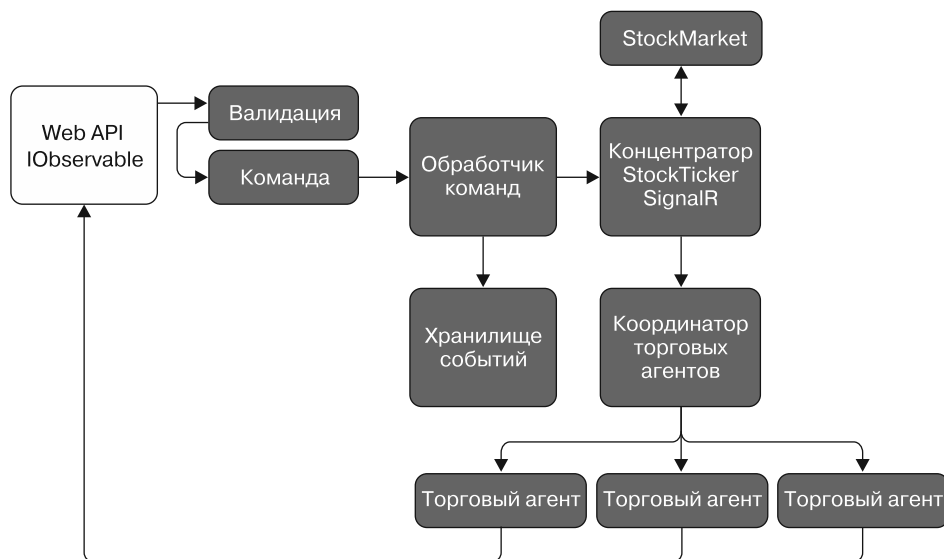 StockMarket
Web API
IObservable
Валидация
Команда
Обработчик
команд
Концентратор
StockTicker
SignalR
Хранилище
событий
Координатор
торговых
агентов
Торговый агент
Торговый агент
Торговый агент